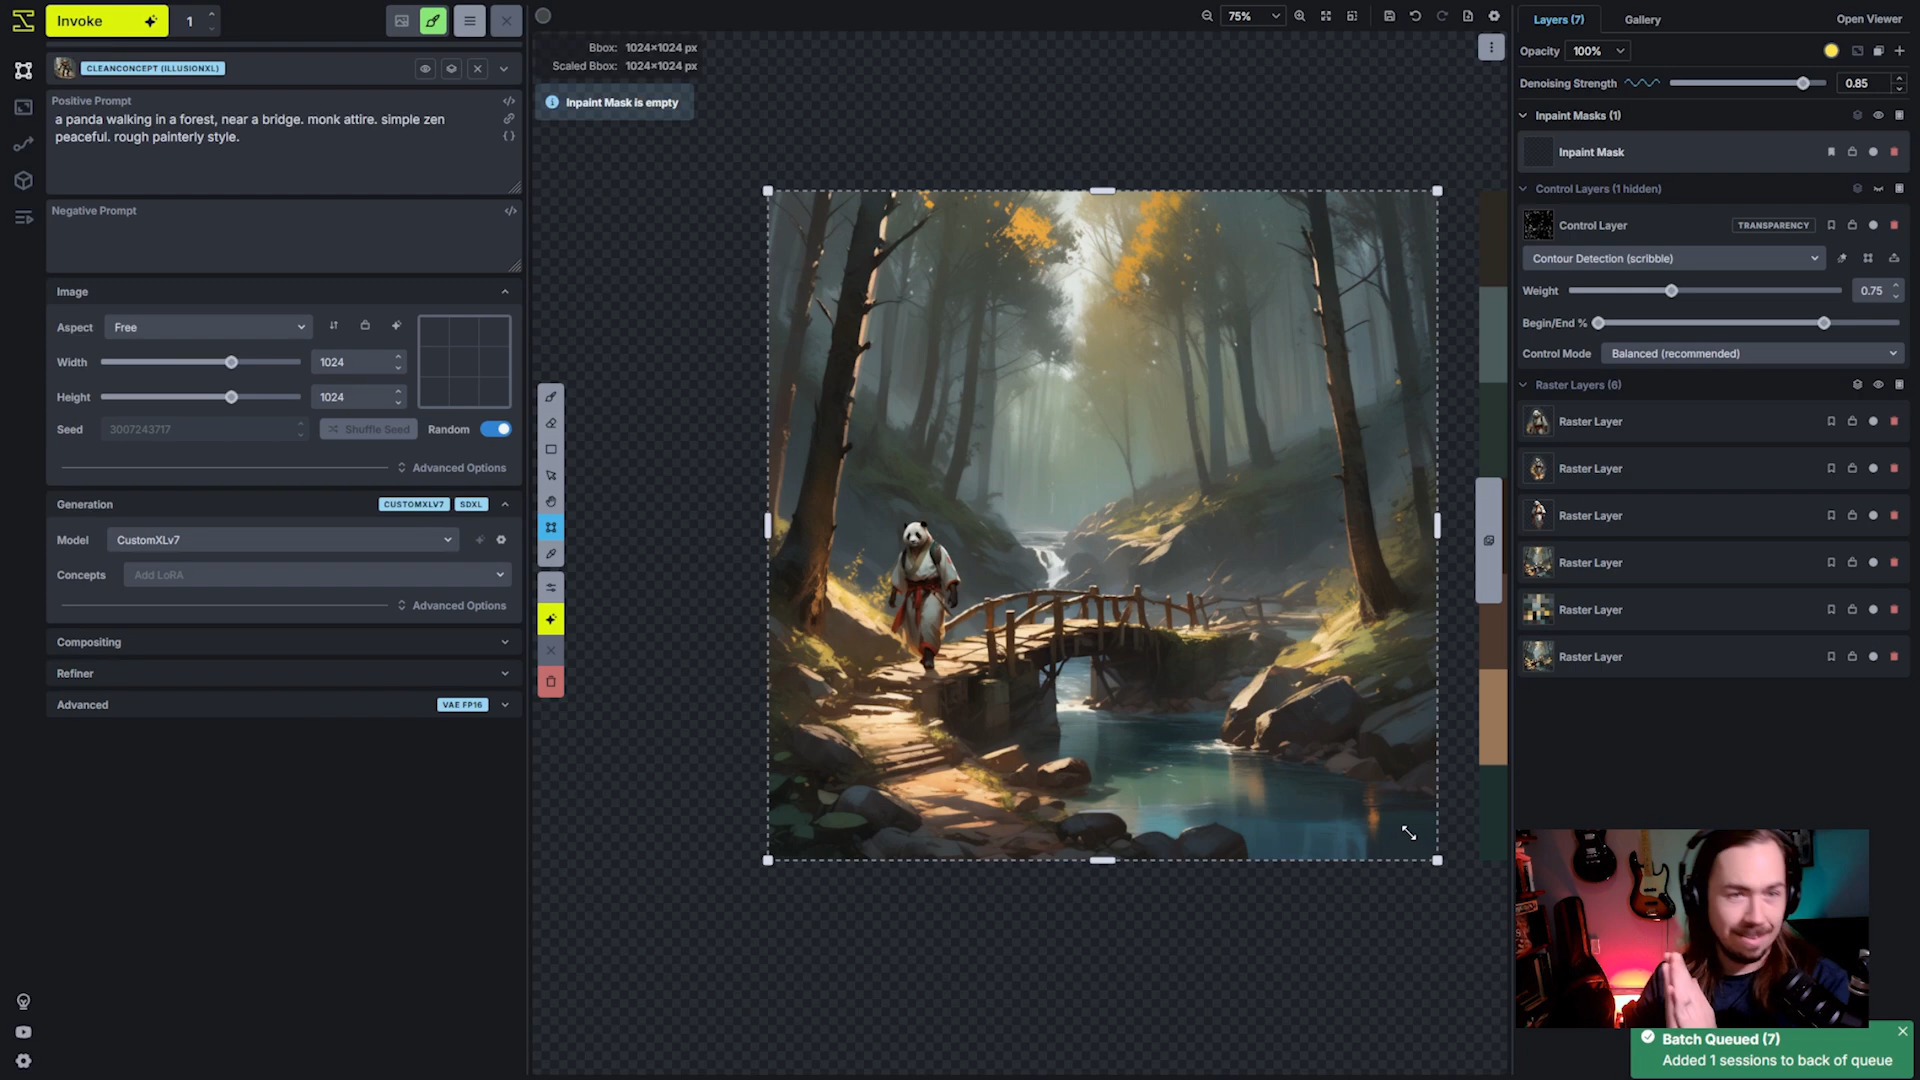 Invoke
1
CLEANCONCEPT (ILLUSIONXL)
Positive Prompt
a panda walking in a forest, near a bridge. monk attire. simple zen
peaceful. rough painterly style.
Negative Prompt
Image
Aspect
Free
Width
1024
Height
1024
Seed
3007243717
Shuffle Seed
Random
Advanced Options
Generation
CUSTOMXLV7
SDXL
Model
CustomXLv7
Concepts
Add LoRA
Advanced Options
Compositing
Refiner
Advanced
VAE FP16
75%
Bbox: 1024×1024 px
Scaled Bbox: 1024×1024 px
Inpaint Mask is empty
Layers (7)
Gallery
Open Viewer
Opacity
100%
Denoising Strength
0.85
Inpaint Masks (1)
Inpaint Mask
Control Layers (1 hidden)
Control Layer
TRANSPARENCY
Contour Detection (scribble)
Weight
0.75
Begin/End %
Control Mode
Balanced (recommended)
Raster Layers (6)
Raster Layer
Raster Layer
Raster Layer
Raster Layer
Raster Layer
Raster Layer
Batch Queued (7)
Added 1 sessions to back of queue